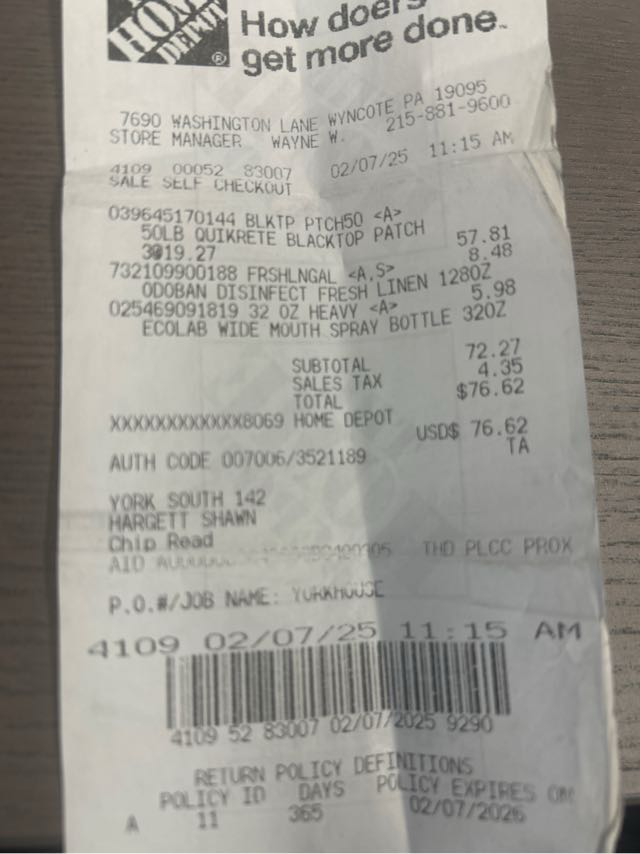 HOME
DEPOT
How doers
get more done.
7690 WASHINGTON LANE WYNCOTE PA 19095
STORE MANAGER WAYNE W. 215-881-9600
4109 00052 83007 02/07/25 11:15 AM
SALE SELF CHECKOUT
039645170144 BLKTP PTCH50 <A>
50LB QUIKRETE BLACKTOP PATCH
3@19.27 57.81
732109900188 FRSHLNGAL <A,S> 8.48
ODOBAN DISINFECT FRESH LINEN 128OZ
025469091819 32 OZ HEAVY <A> 5.98
ECOLAB WIDE MOUTH SPRAY BOTTLE 32OZ
SUBTOTAL 72.27
SALES TAX 4.35
TOTAL $76.62
XXXXXXXXXXXX8069 HOME DEPOT
USD$ 76.62
AUTH CODE 007006/3521189 TA
YORK SOUTH 142
HARGETT SHAWN
Chip Read
AID THD PLCC PROX
P.O.#/JOB NAME: YORKHOUSE
4109 02/07/25 11:15 AM
4109 52 83007 02/07/2025 9290
RETURN POLICY DEFINITIONS
POLICY ID DAYS POLICY EXPIRES ON
A 11 365 02/07/2026